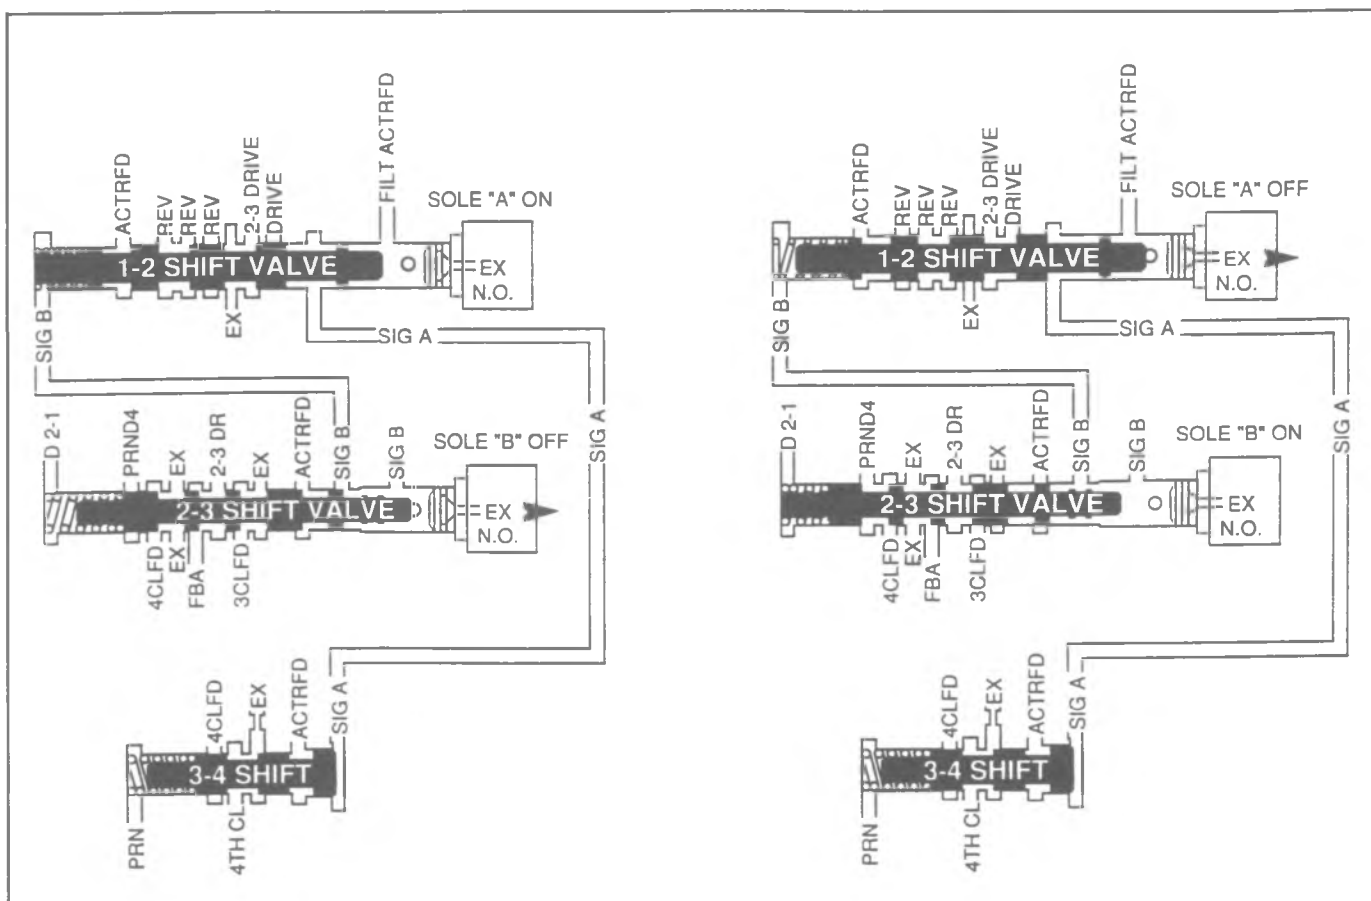 FILT ACTRFD
2-3 DRIVE
DRIVE
ACTRFD
REV
REV
REV
SOLE "A" ON
1-2 SHIFT VALVE
EX
N.O.
EX
SIG B
SIG A
SIG A
D 2-1
PRND4
EX
2-3 DR
EX
ACTRFD
SIG B
SIG B
SOLE "B" OFF
2-3 SHIFT VALVE
EX
N.O.
4CLFD
EX
FBA
3CLFD
4CLFD
EX
ACTRFD
SIG A
3-4 SHIFT
PRN
4TH CL
FILT ACTRFD
2-3 DRIVE
DRIVE
ACTRFD
REV
REV
REV
SOLE "A" OFF
1-2 SHIFT VALVE
EX
N.O.
EX
SIG B
SIG A
SIG A
D 2-1
PRND4
EX
2-3 DR
EX
ACTRFD
SIG B
SIG B
SOLE "B" ON
2-3 SHIFT VALVE
EX
N.O.
4CLFD
EX
FBA
3CLFD
4CLFD
EX
ACTRFD
SIG A
3-4 SHIFT
PRN
4TH CL